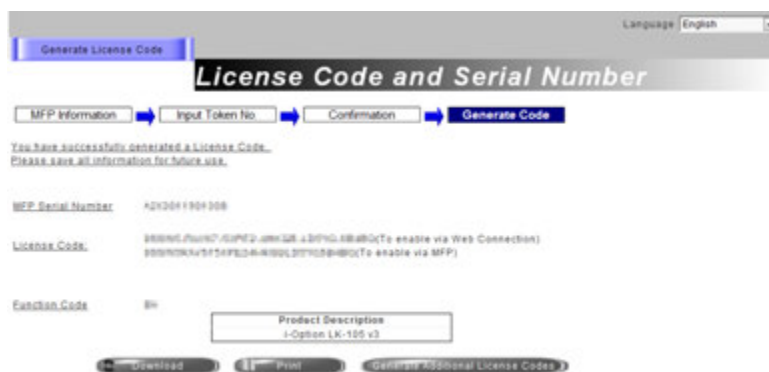 Language English
Generate License Code
License Code and Serial Number
MFP Information Input Token No Confirmation Generate Code
You have successfully generated a License Code.
Please save all information for future use.
MFP Serial Number
License Code: (To enable via Web Connection)
(To enable via MFP)
Function Code
Product Description
i-Option LK-105 v3
Download Print Generate Additional License Codes